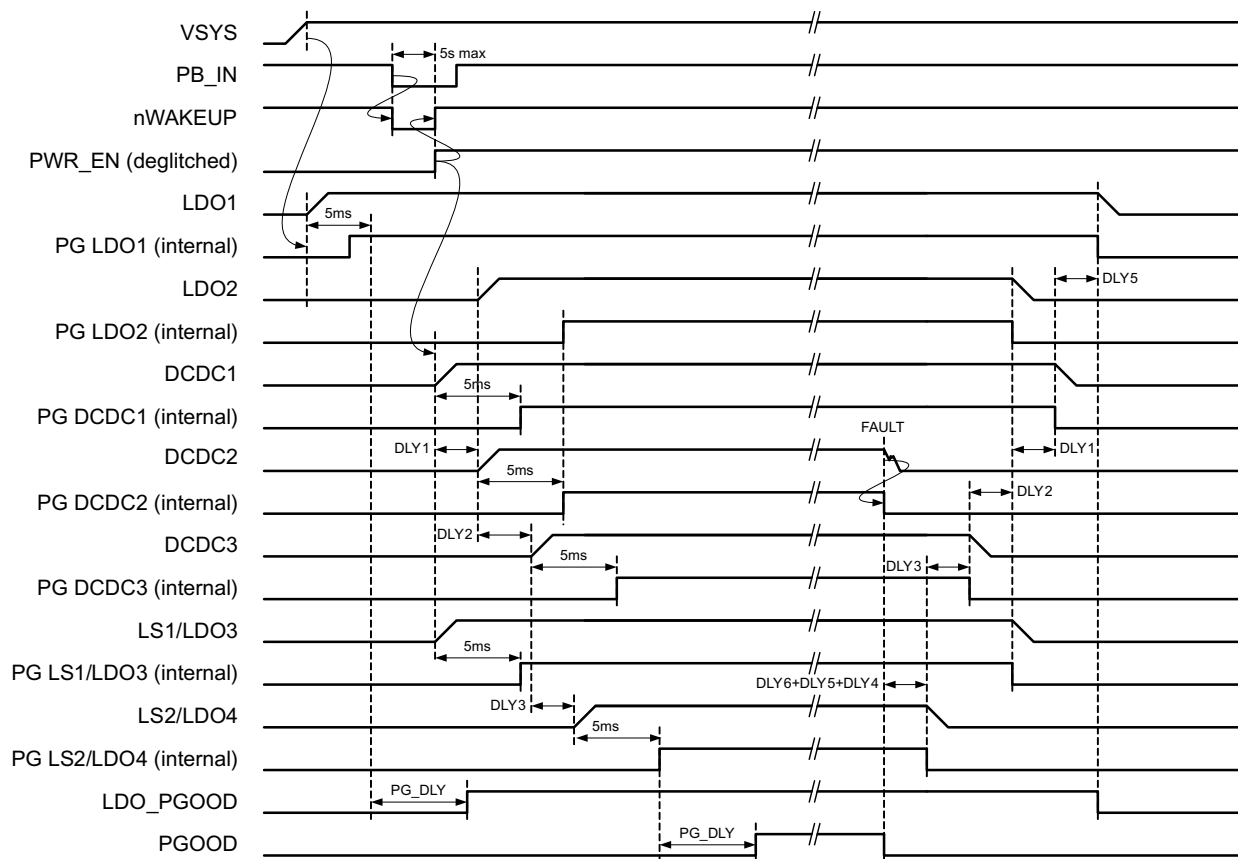 VSYS
5s max
PB_IN
nWAKEUP
PWR_EN (deglitched)
LDO1
5ms
PG LDO1 (internal)
LDO2
DLY5
PG LDO2 (internal)
DCDC1
5ms
PG DCDC1 (internal)
FAULT
DLY1
DLY1
DCDC2
5ms
DLY2
PG DCDC2 (internal)
DLY2
DCDC3
5ms
DLY3
PG DCDC3 (internal)
LS1/LDO3
5ms
PG LS1/LDO3 (internal)
DLY6+DLY5+DLY4
DLY3
LS2/LDO4
5ms
PG LS2/LDO4 (internal)
PG_DLY
LDO_PGOOD
PG_DLY
PGOOD